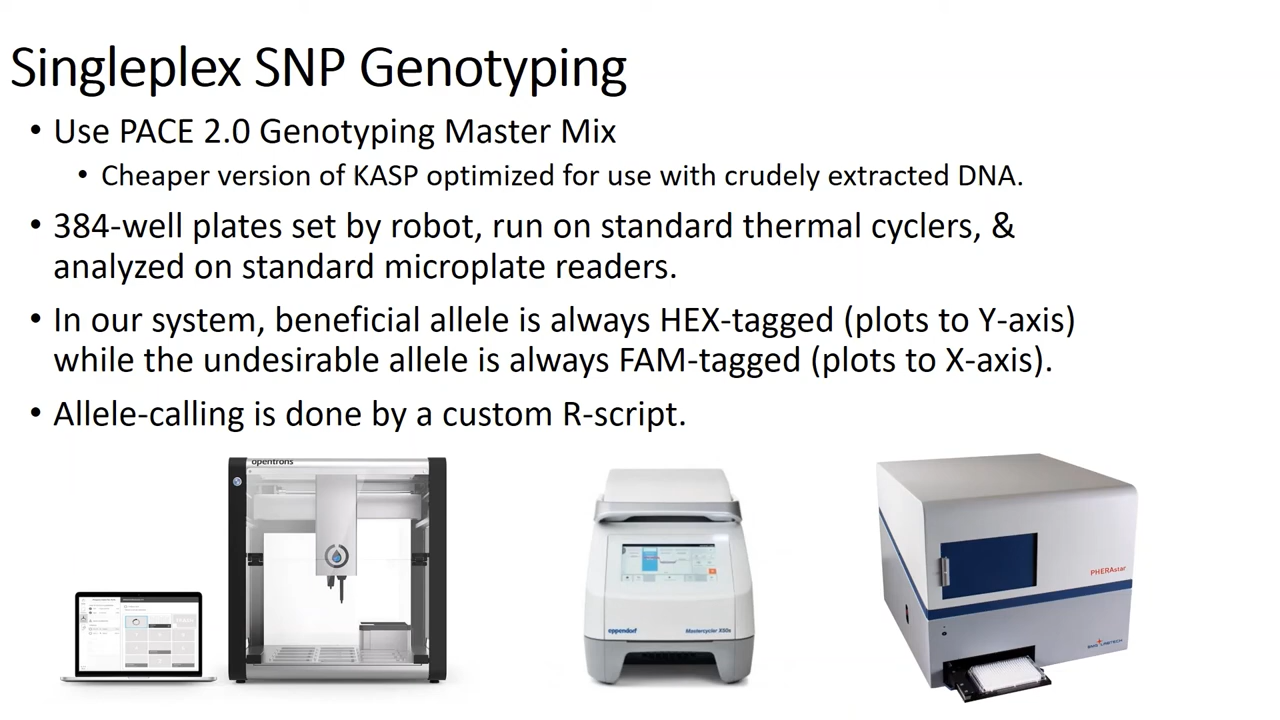 Singleplex SNP Genotyping
• Use PACE 2.0 Genotyping Master Mix
• Cheaper version of KASP optimized for use with crudely extracted DNA.
• 384-well plates set by robot, run on standard thermal cyclers, &
analyzed on standard microplate readers.
• In our system, beneficial allele is always HEX-tagged (plots to Y-axis)
while the undesirable allele is always FAM-tagged (plots to X-axis).
• Allele-calling is done by a custom R-script.
opentrons
eppendorf
Mastercycler X50s
PHERAstar
BMG LABTECH